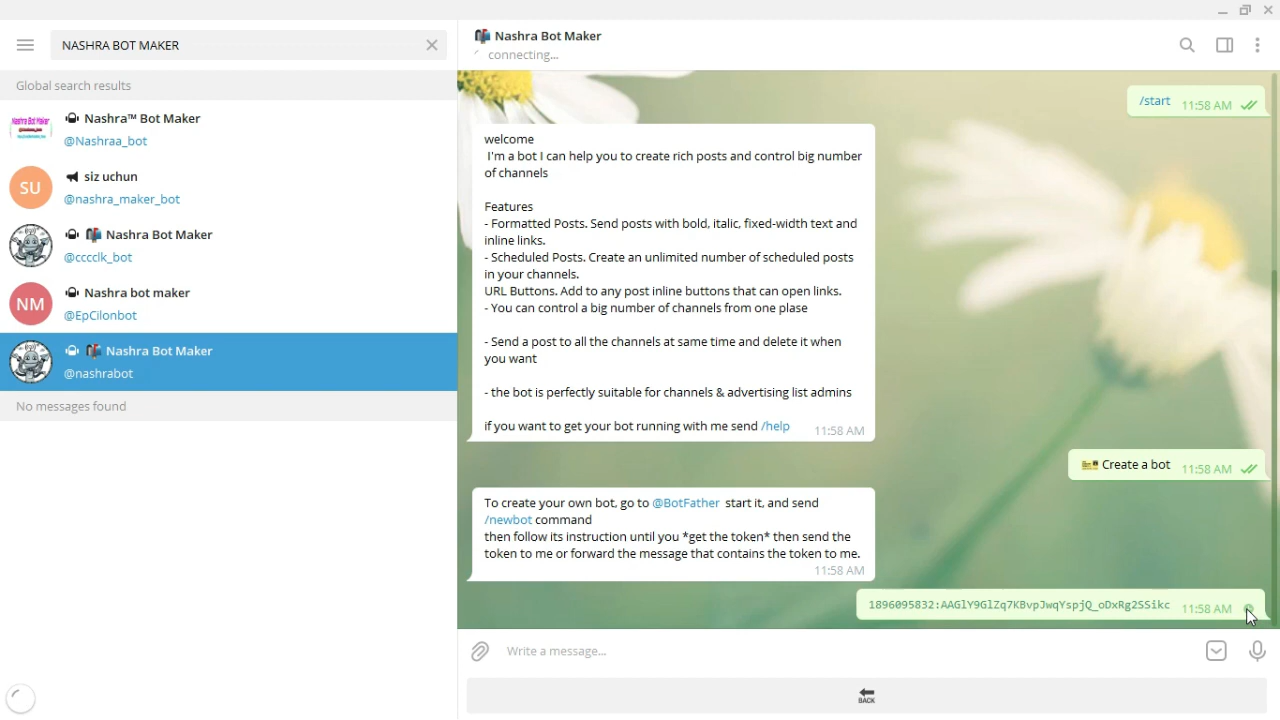 NASHRA BOT MAKER
Global search results
Nashra™ Bot Maker
@Nashraa_bot
SU
siz uchun
@nashra_maker_bot
Nashra Bot Maker
@cccclk_bot
NM
Nashra bot maker
@EpCilonbot
Nashra Bot Maker
@nashrabot
No messages found
Nashra Bot Maker
connecting...
/start 11:58 AM
welcome
I'm a bot I can help you to create rich posts and control big number
of channels
Features
- Formatted Posts. Send posts with bold, italic, fixed-width text and
inline links.
- Scheduled Posts. Create an unlimited number of scheduled posts
in your channels.
URL Buttons. Add to any post inline buttons that can open links.
- You can control a big number of channels from one plase
- Send a post to all the channels at same time and delete it when
you want
- the bot is perfectly suitable for channels & advertising list admins
if you want to get your bot running with me send /help 11:58 AM
Create a bot 11:58 AM
To create your own bot, go to @BotFather start it, and send
/newbot command
then follow its instruction until you *get the token* then send the
token to me or forward the message that contains the token to me.
11:58 AM
1896095832:AAGlY9GlZq7KBvpJwqYspjQ_oDxRg2SSikc 11:58 AM
Write a message...
BACK